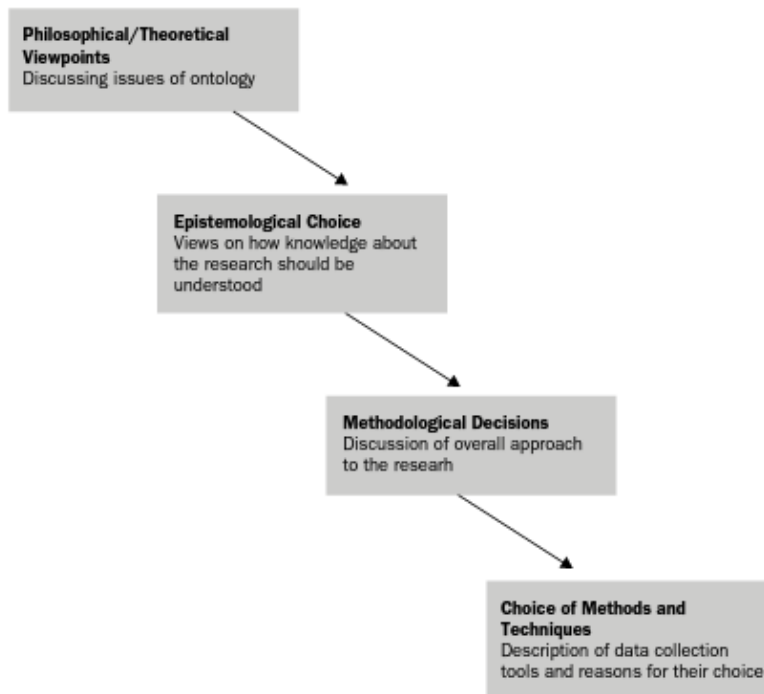 Philosophical/Theoretical
Viewpoints
Discussing issues of ontology
Epistemological Choice
Views on how knowledge about
the research should be
understood
Methodological Decisions
Discussion of overall approach
to the researh
Choice of Methods and
Techniques
Description of data collection
tools and reasons for their choice